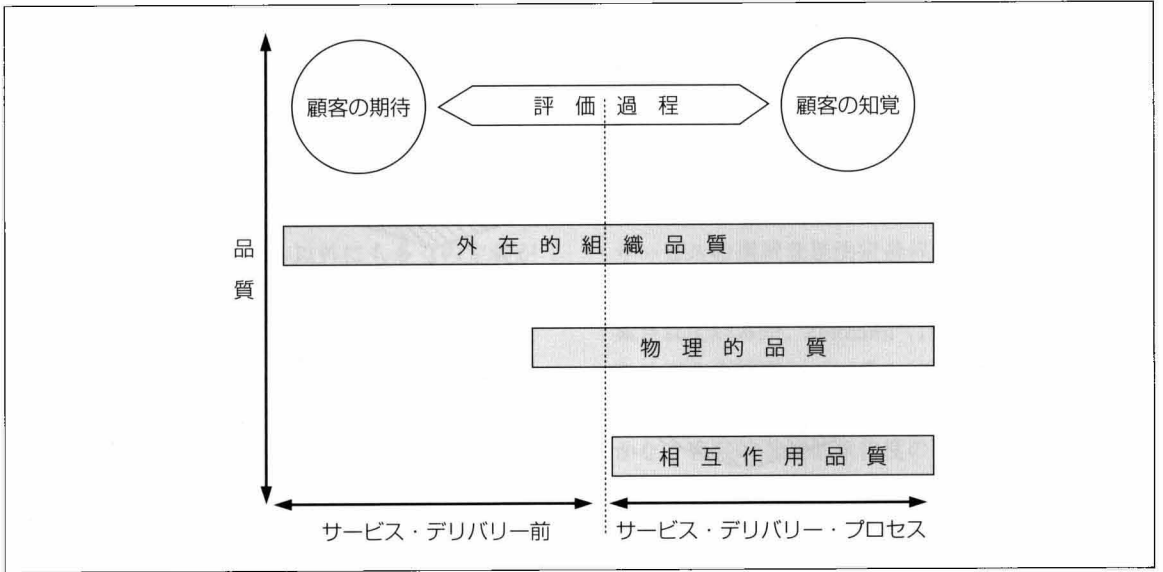 顧客の期待
評価過程
顧客の知覚
品質
外在的組織品質
物理的品質
相互作用品質
サービス・デリバリー前
サービス・デリバリー・プロセス